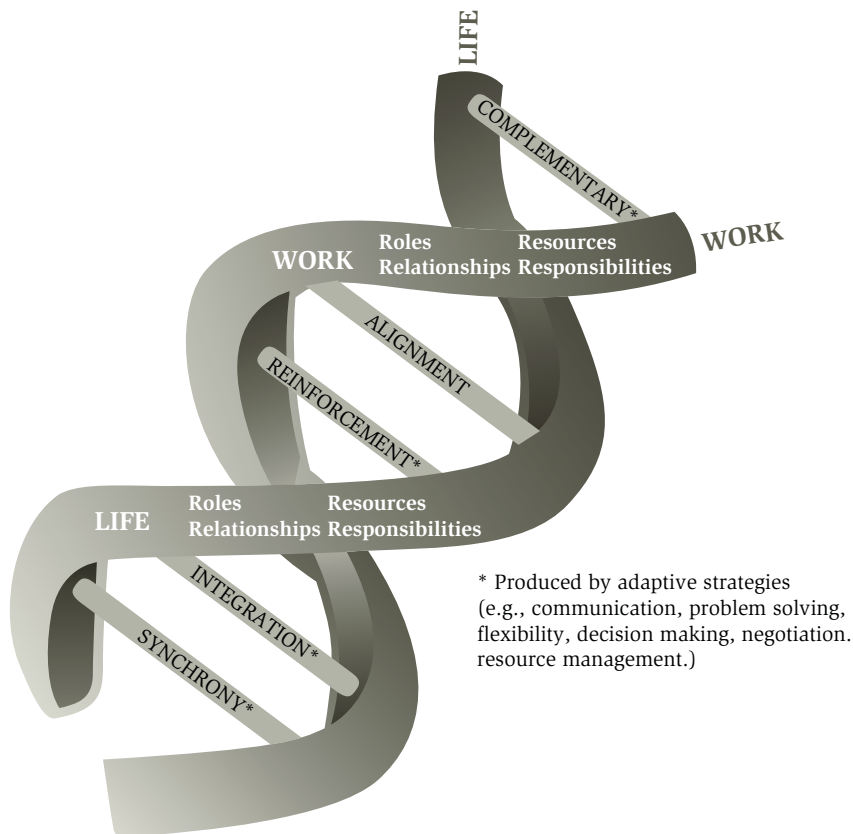 LIFE
COMPLEMENTARY*
WORK
WORK
Roles Resources
Relationships Responsibilities
ALIGNMENT
REINFORCEMENT*
LIFE
Roles Resources
Relationships Responsibilities
INTEGRATION*
SYNCHRONY*
* Produced by adaptive strategies
(e.g., communication, problem solving,
flexibility, decision making, negotiation.
resource management.)